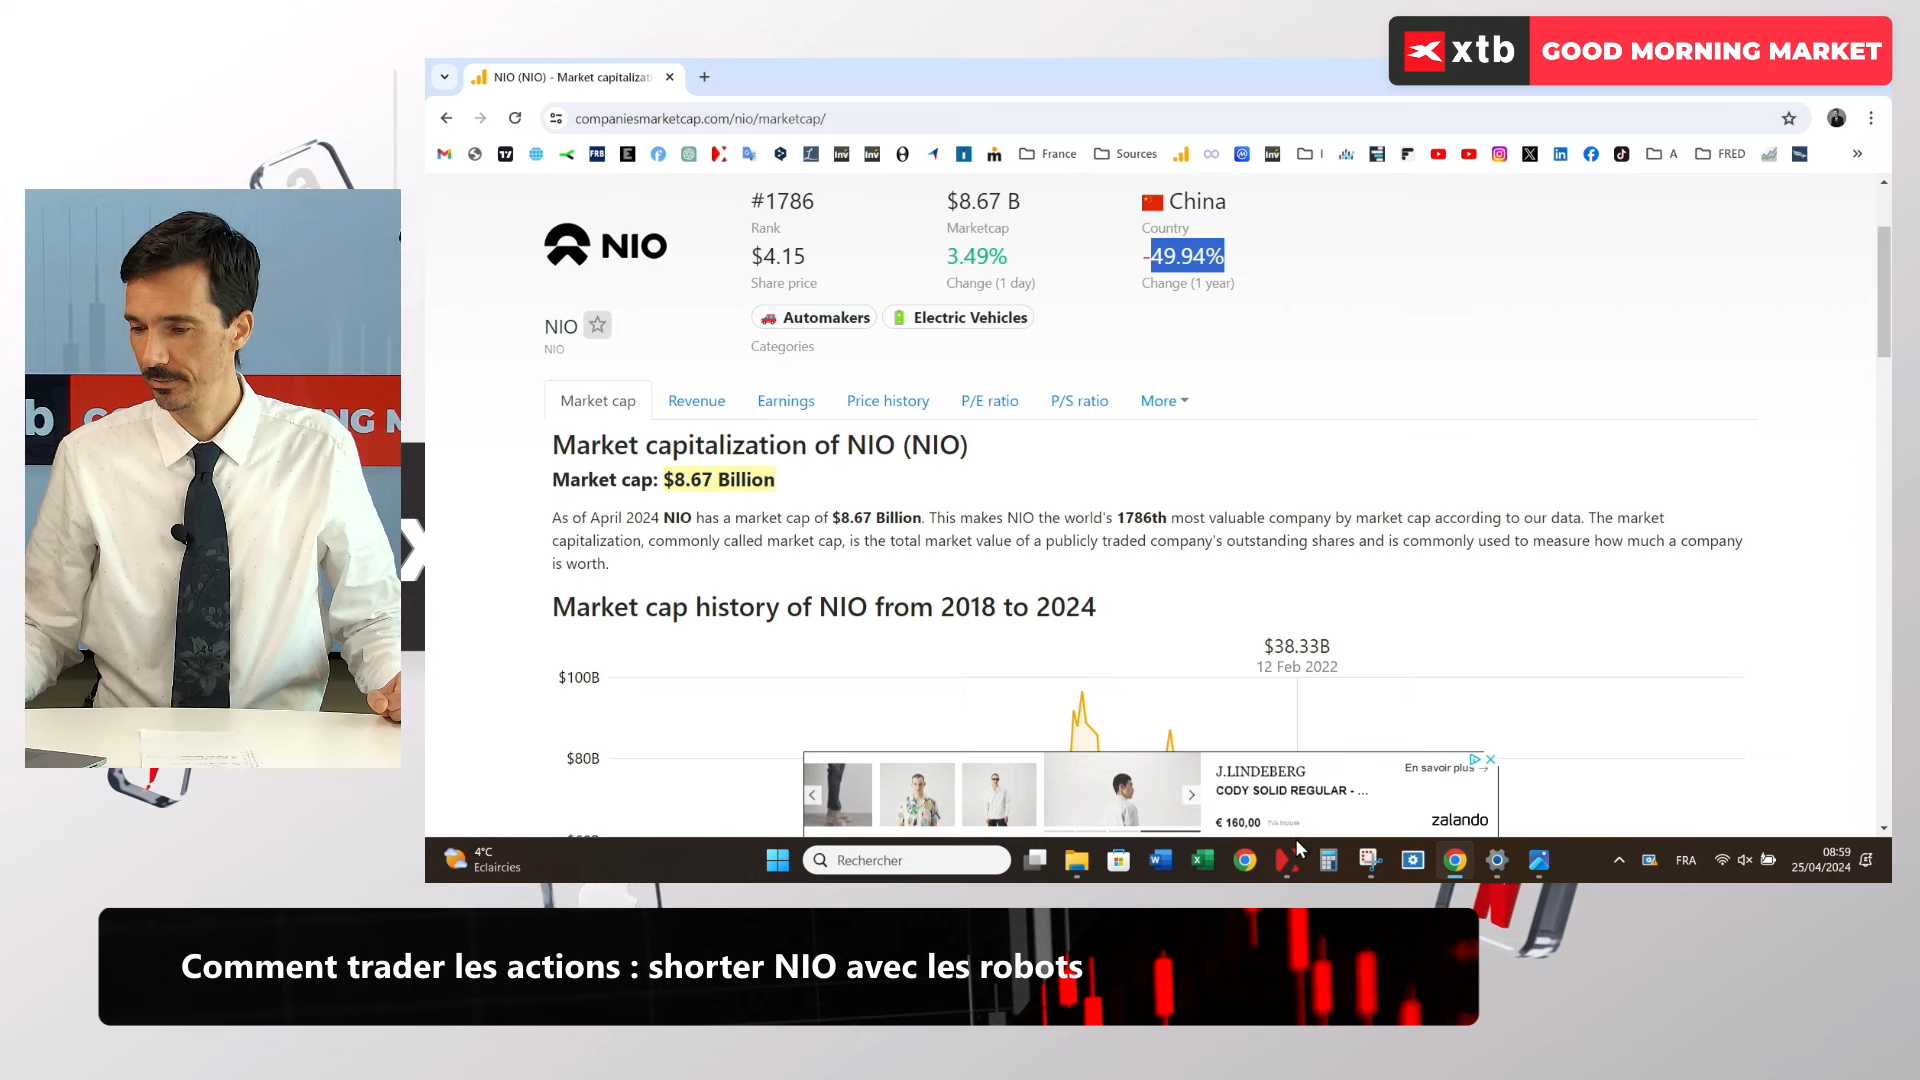 xtb GOOD MORNING MARKET
NIO (NIO) - Market capitalizati
companiesmarketcap.com/nio/marketcap/
France
Sources
I
A
FRED
NIO
#1786
Rank
$8.67 B
Marketcap
China
Country
$4.15
Share price
3.49%
Change (1 day)
-49.94%
Change (1 year)
NIO
NIO
Automakers
Electric Vehicles
Categories
Market cap
Revenue
Earnings
Price history
P/E ratio
P/S ratio
More
Market capitalization of NIO (NIO)
Market cap: $8.67 Billion
As of April 2024 NIO has a market cap of $8.67 Billion. This makes NIO the world's 1786th most valuable company by market cap according to our data. The market
capitalization, commonly called market cap, is the total market value of a publicly traded company's outstanding shares and is commonly used to measure how much a company
is worth.
Market cap history of NIO from 2018 to 2024
$38.33B
12 Feb 2022
$100B
$80B
J.LINDEBERG
CODY SOLID REGULAR - ...
En savoir plus →
€ 160,00
zalando
4°C
Eclaircies
Rechercher
FRA
08:59
25/04/2024
Comment trader les actions : shorter NIO avec les robots